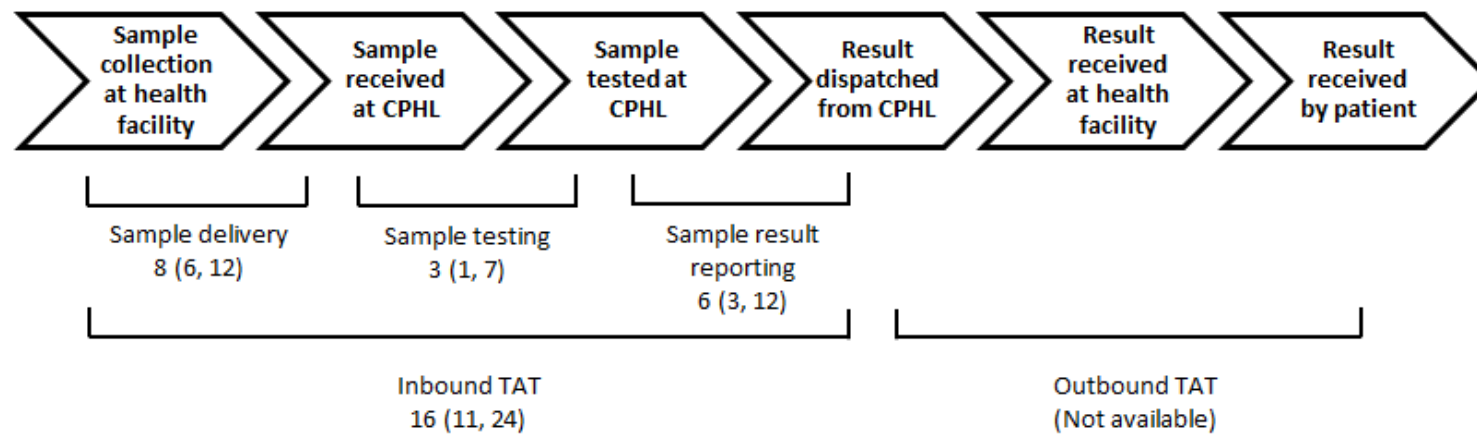 Sample
collection
at health
facility
Sample
received
at CPHL
Sample
tested at
CPHL
Result
dispatched
from CPHL
Result
received
at health
facility
Result
received
by patient
Sample delivery
8 (6, 12)
Sample testing
3 (1, 7)
Sample result
reporting
6 (3, 12)
Inbound TAT
16 (11, 24)
Outbound TAT
(Not available)